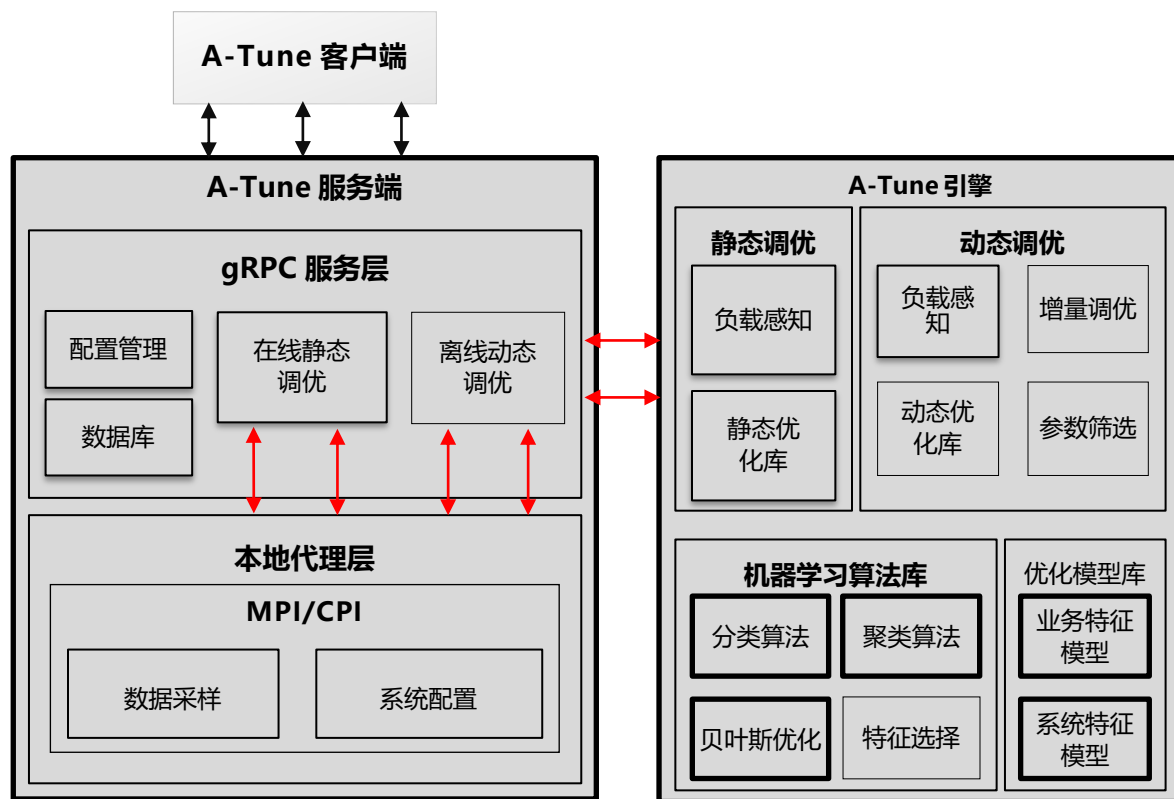 A-Tune 客户端
A-Tune 服务端
gRPC 服务层
配置管理
数据库
在线静态
调优
离线动态
调优
本地代理层
MPI/CPI
数据采样
系统配置
A-Tune 引擎
静态调优
负载感知
静态优
化库
动态调优
负载感
知
增量调优
动态优
化库
参数筛选
机器学习算法库
分类算法
聚类算法
贝叶斯优化
特征选择
优化模型库
业务特征
模型
系统特征
模型